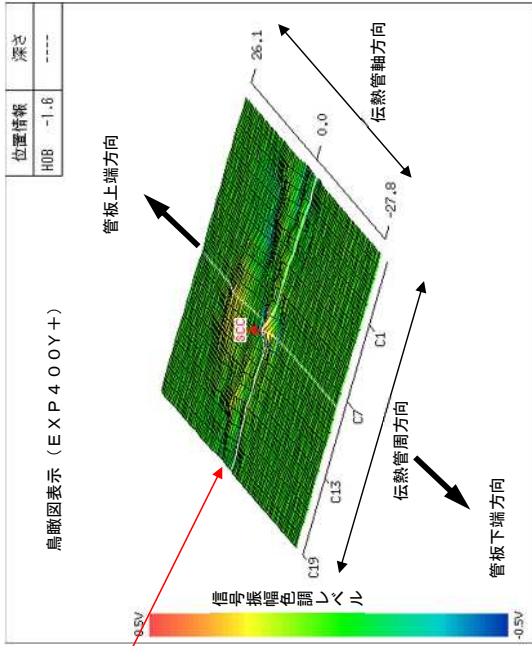 位置情報 深さ
HOB -1.6 ----
鳥瞰図表示（EXP400Y+）
管板上端方向
26.1
0.0
-27.8
伝熱管軸方向
SCC
C1
C7
C13
C19
伝熱管周方向
管板下端方向
0.5V
信号振幅色調レベル
-0.5V